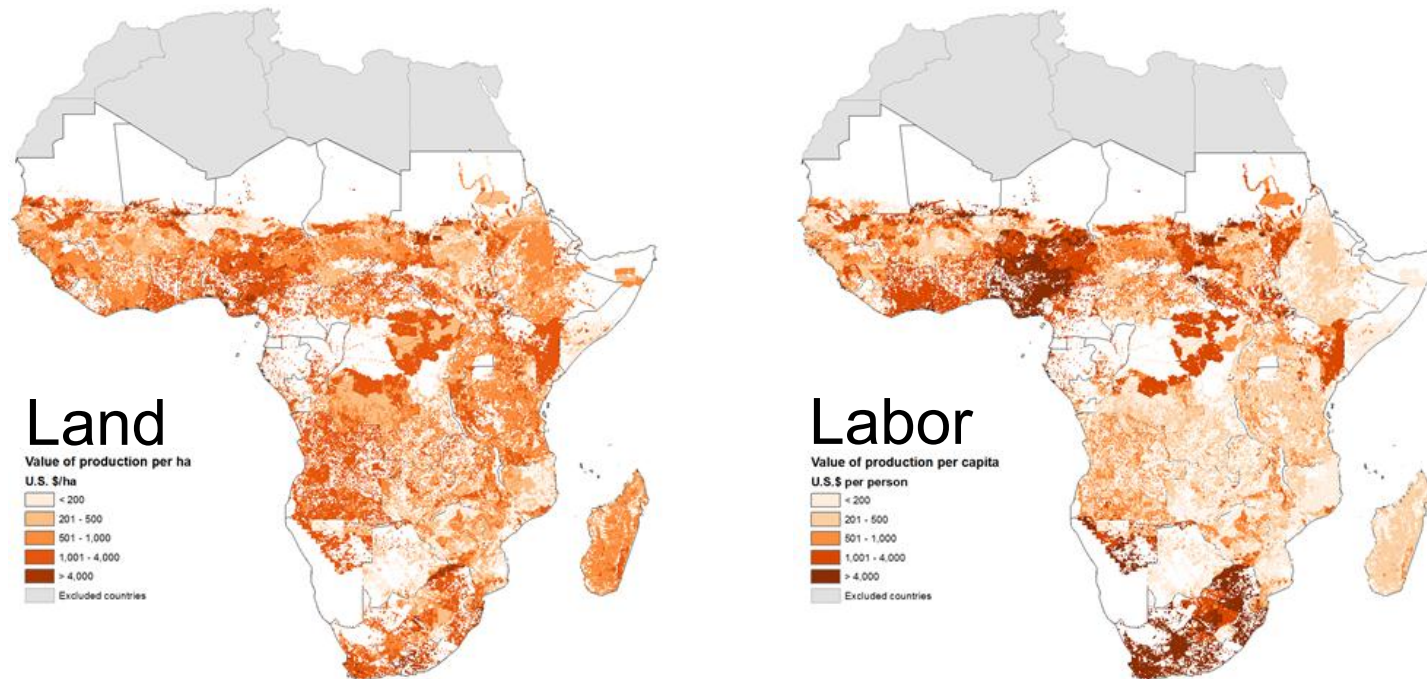 Land
Value of production per ha
U.S. $/ha
< 200
201 - 500
501 - 1,000
1,001 - 4,000
> 4,000
Excluded countries
Labor
Value of production per capita
U.S.$ per person
< 200
201 - 500
501 - 1,000
1,001 - 4,000
> 4,000
Excluded countries